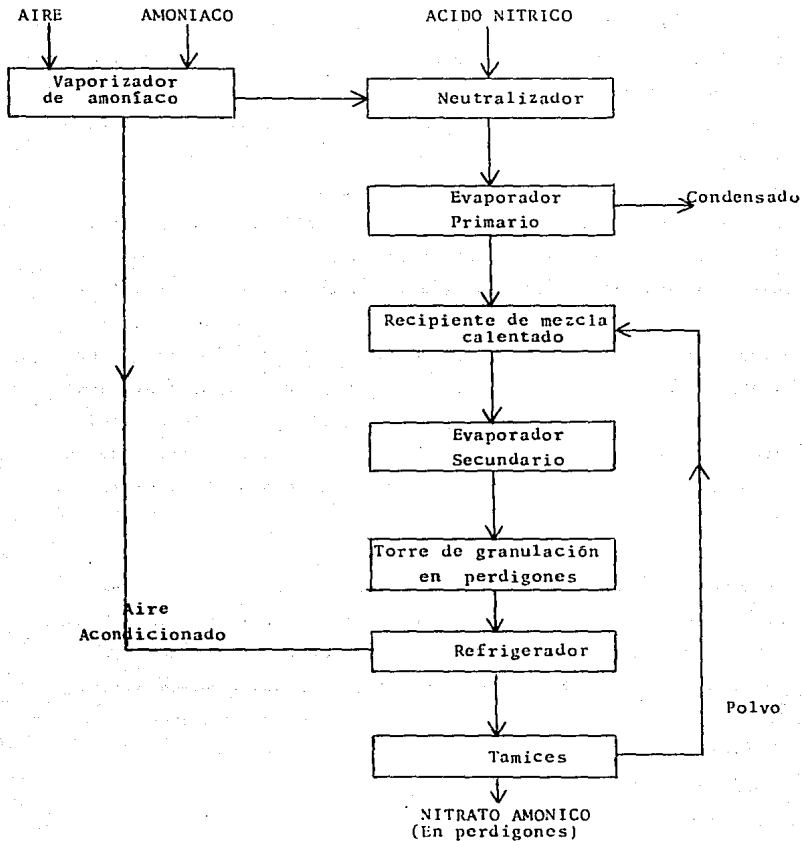 AIRE
AMONIACO
ACIDO NITRICO
Vaporizador
de amoníaco
Neutralizador
Evaporador
Primario
Condensado
Recipiente de mezcla
calentado
Evaporador
Secundario
Torre de granulación
en perdigones
Aire
Acondicionado
Refrigerador
Polvo
Tamices
NITRATO AMONICO
(En perdigones)